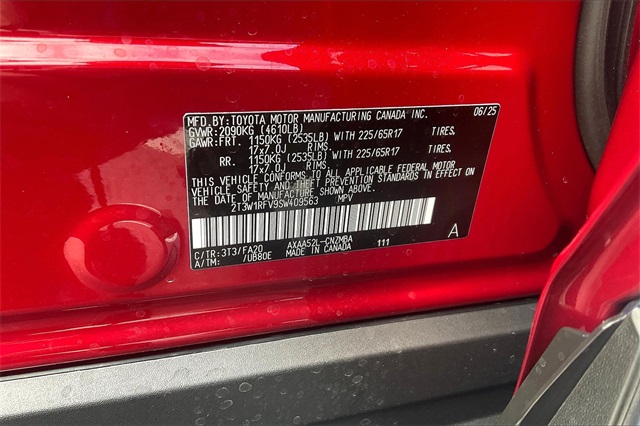 MFD.BY:TOYOTA MOTOR MANUFACTURING CANADA INC. 06/25
GVWR:2090KG (4610LB)
GAWR:FRT. 1150KG (2535LB) WITH 225/65R17 TIRES.
17x7.0J RIMS.
RR. 1150KG (2535LB) WITH 225/65R17 TIRES.
17x7.0J RIMS.
THIS VEHICLE CONFORMS TO ALL APPLICABLE FEDERAL MOTOR
VEHICLE SAFETY AND THEFT PREVENTION STANDARDS IN EFFECT ON
THE DATE OF MANUFACTURE SHOWN ABOVE.
2T3W1RFV9SW409563 MPV
C/TR:3T3/FA20 AXAA52L-CNZMBA 111 A
A/TM: /UB80E MADE IN CANADA